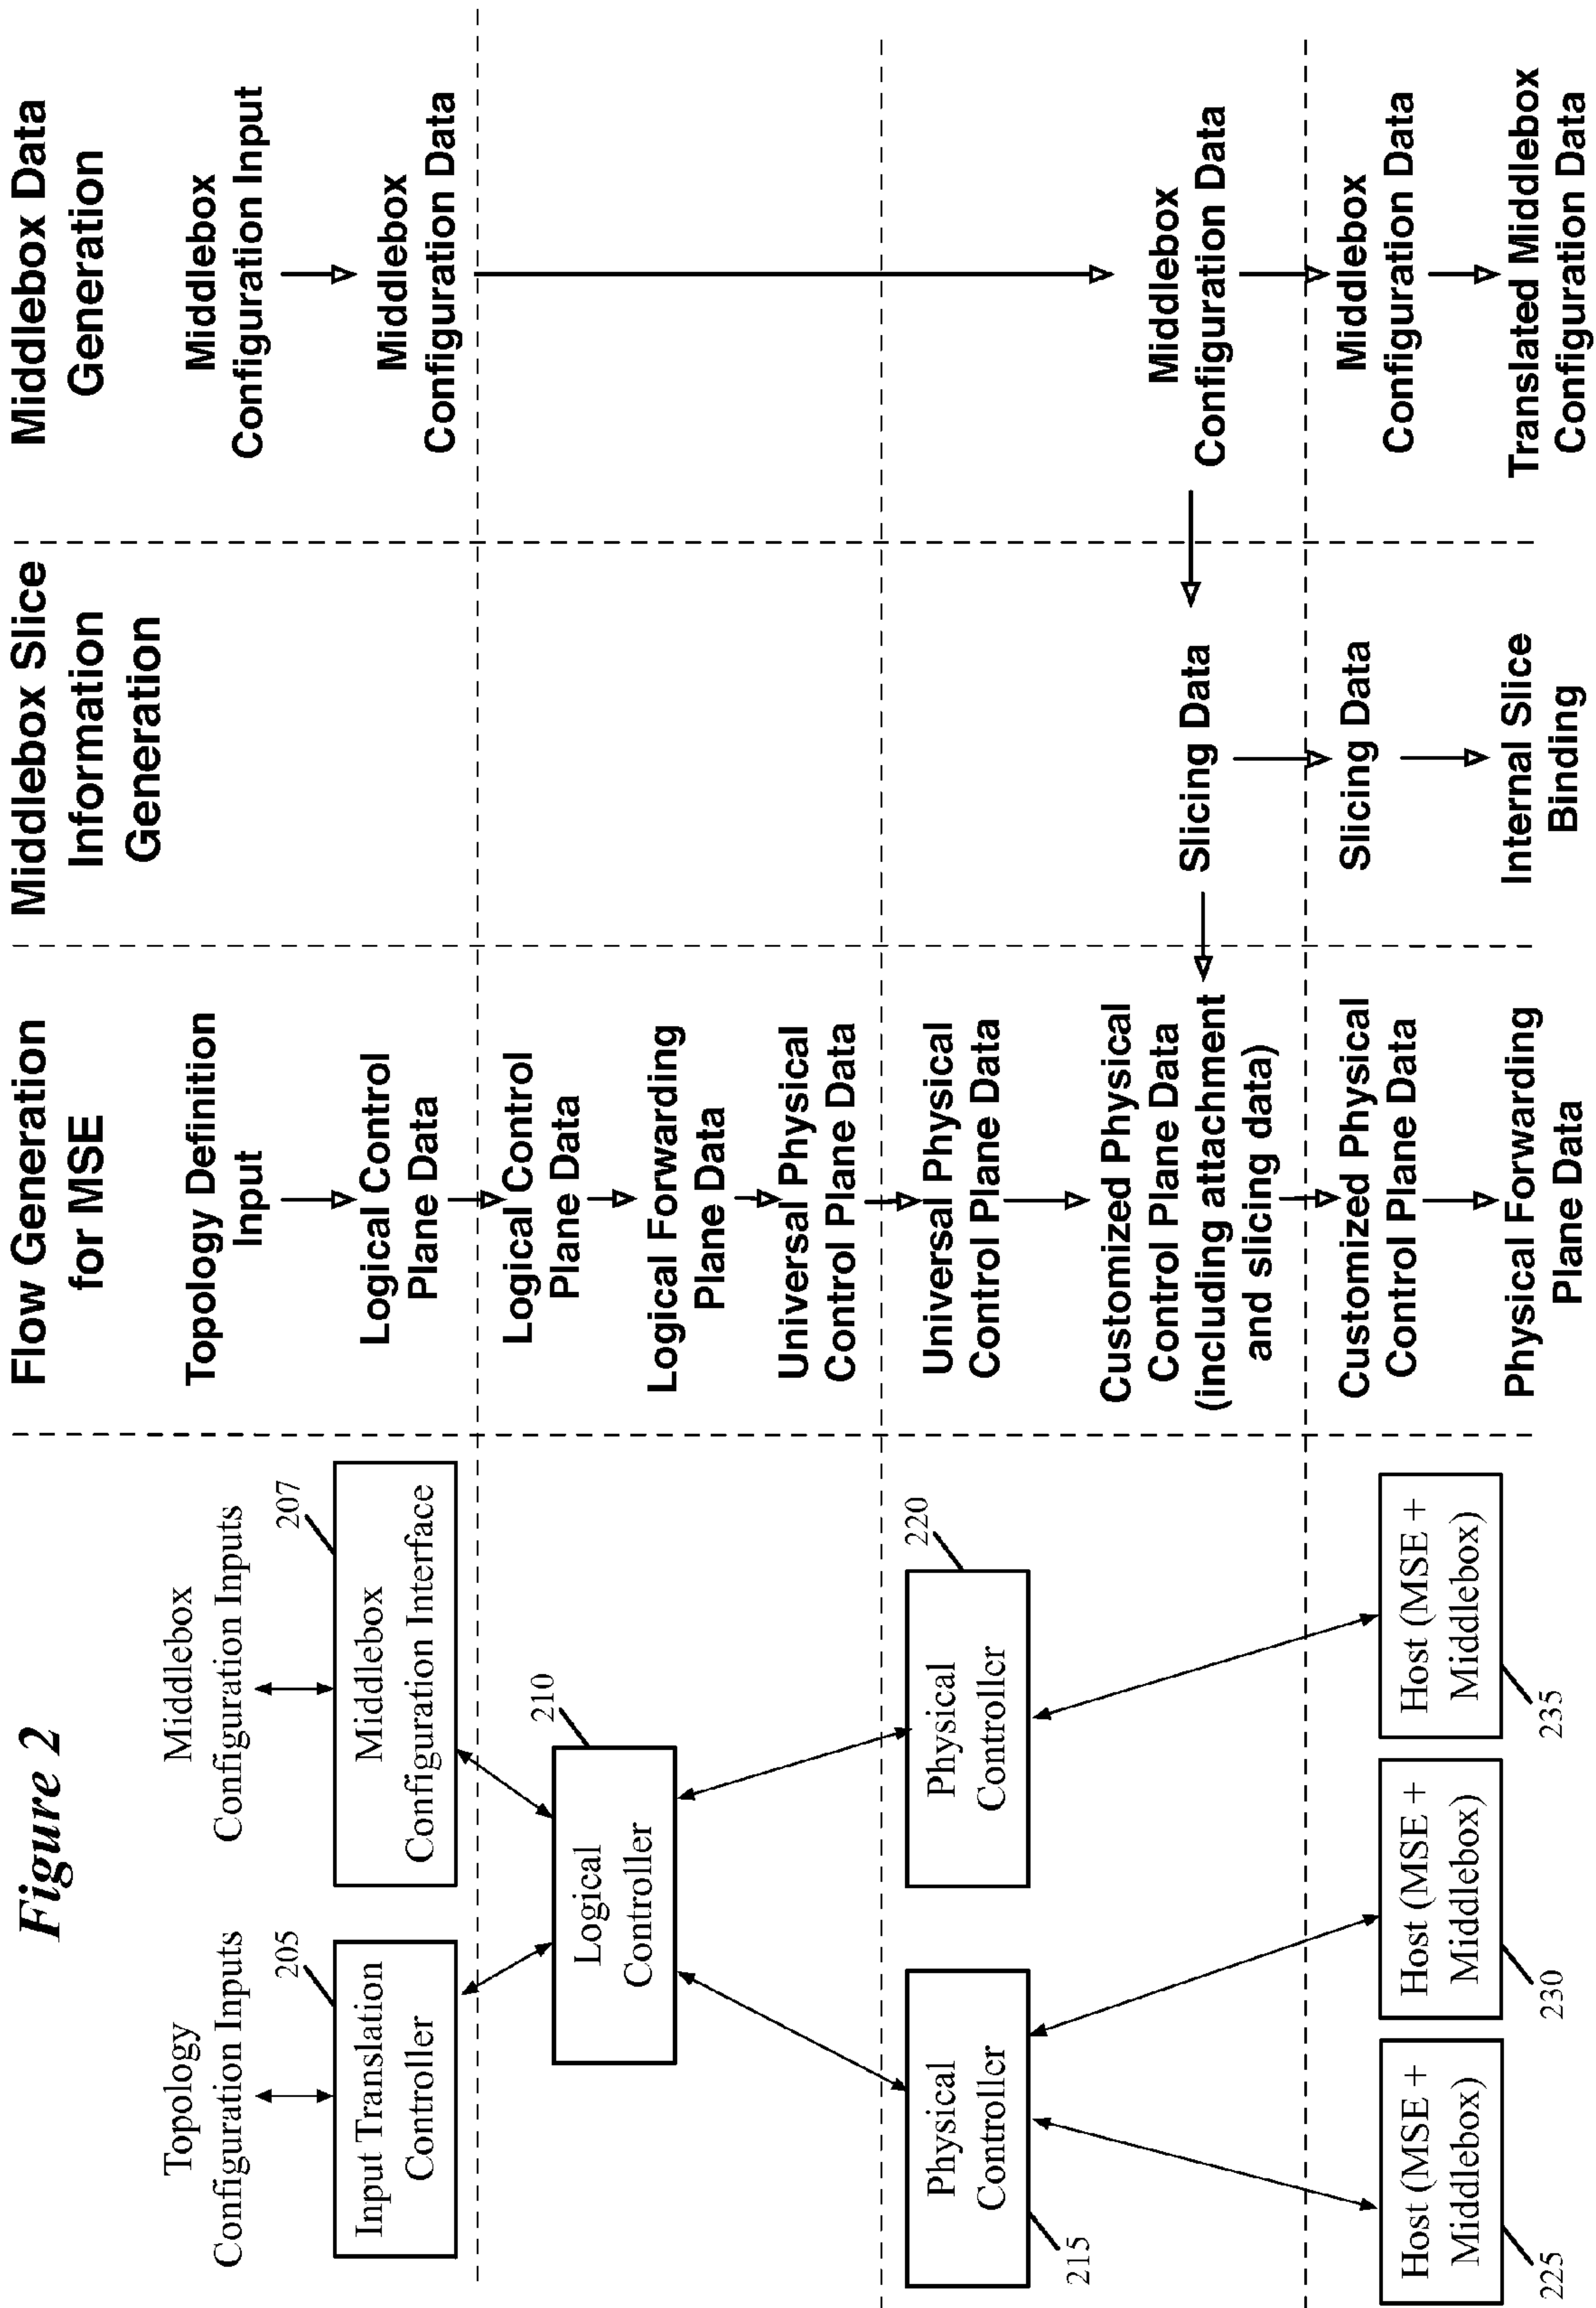 Figure 2
Topology
Configuration Inputs
205
Input Translation
Controller
Middlebox
Configuration Inputs
207
Middlebox
Configuration Interface
210
Logical
Controller
Physical
Controller
215
220
Physical
Controller
Host (MSE +
Middlebox)
225
Host (MSE +
Middlebox)
230
Host (MSE +
Middlebox)
235
Flow Generation
for MSE
Topology Definition
Input
Logical Control
Plane Data
Logical Control
Plane Data
Logical Forwarding
Plane Data
Universal Physical
Control Plane Data
Universal Physical
Control Plane Data
Customized Physical
Control Plane Data
(including attachment
and slicing data)
Customized Physical
Control Plane Data
Physical Forwarding
Plane Data
Middlebox Slice
Information
Generation
Slicing Data
Slicing Data
Internal Slice
Binding
Middlebox Data
Generation
Middlebox
Configuration Input
Middlebox
Configuration Data
Middlebox
Configuration Data
Middlebox
Configuration Data
Translated Middlebox
Configuration Data